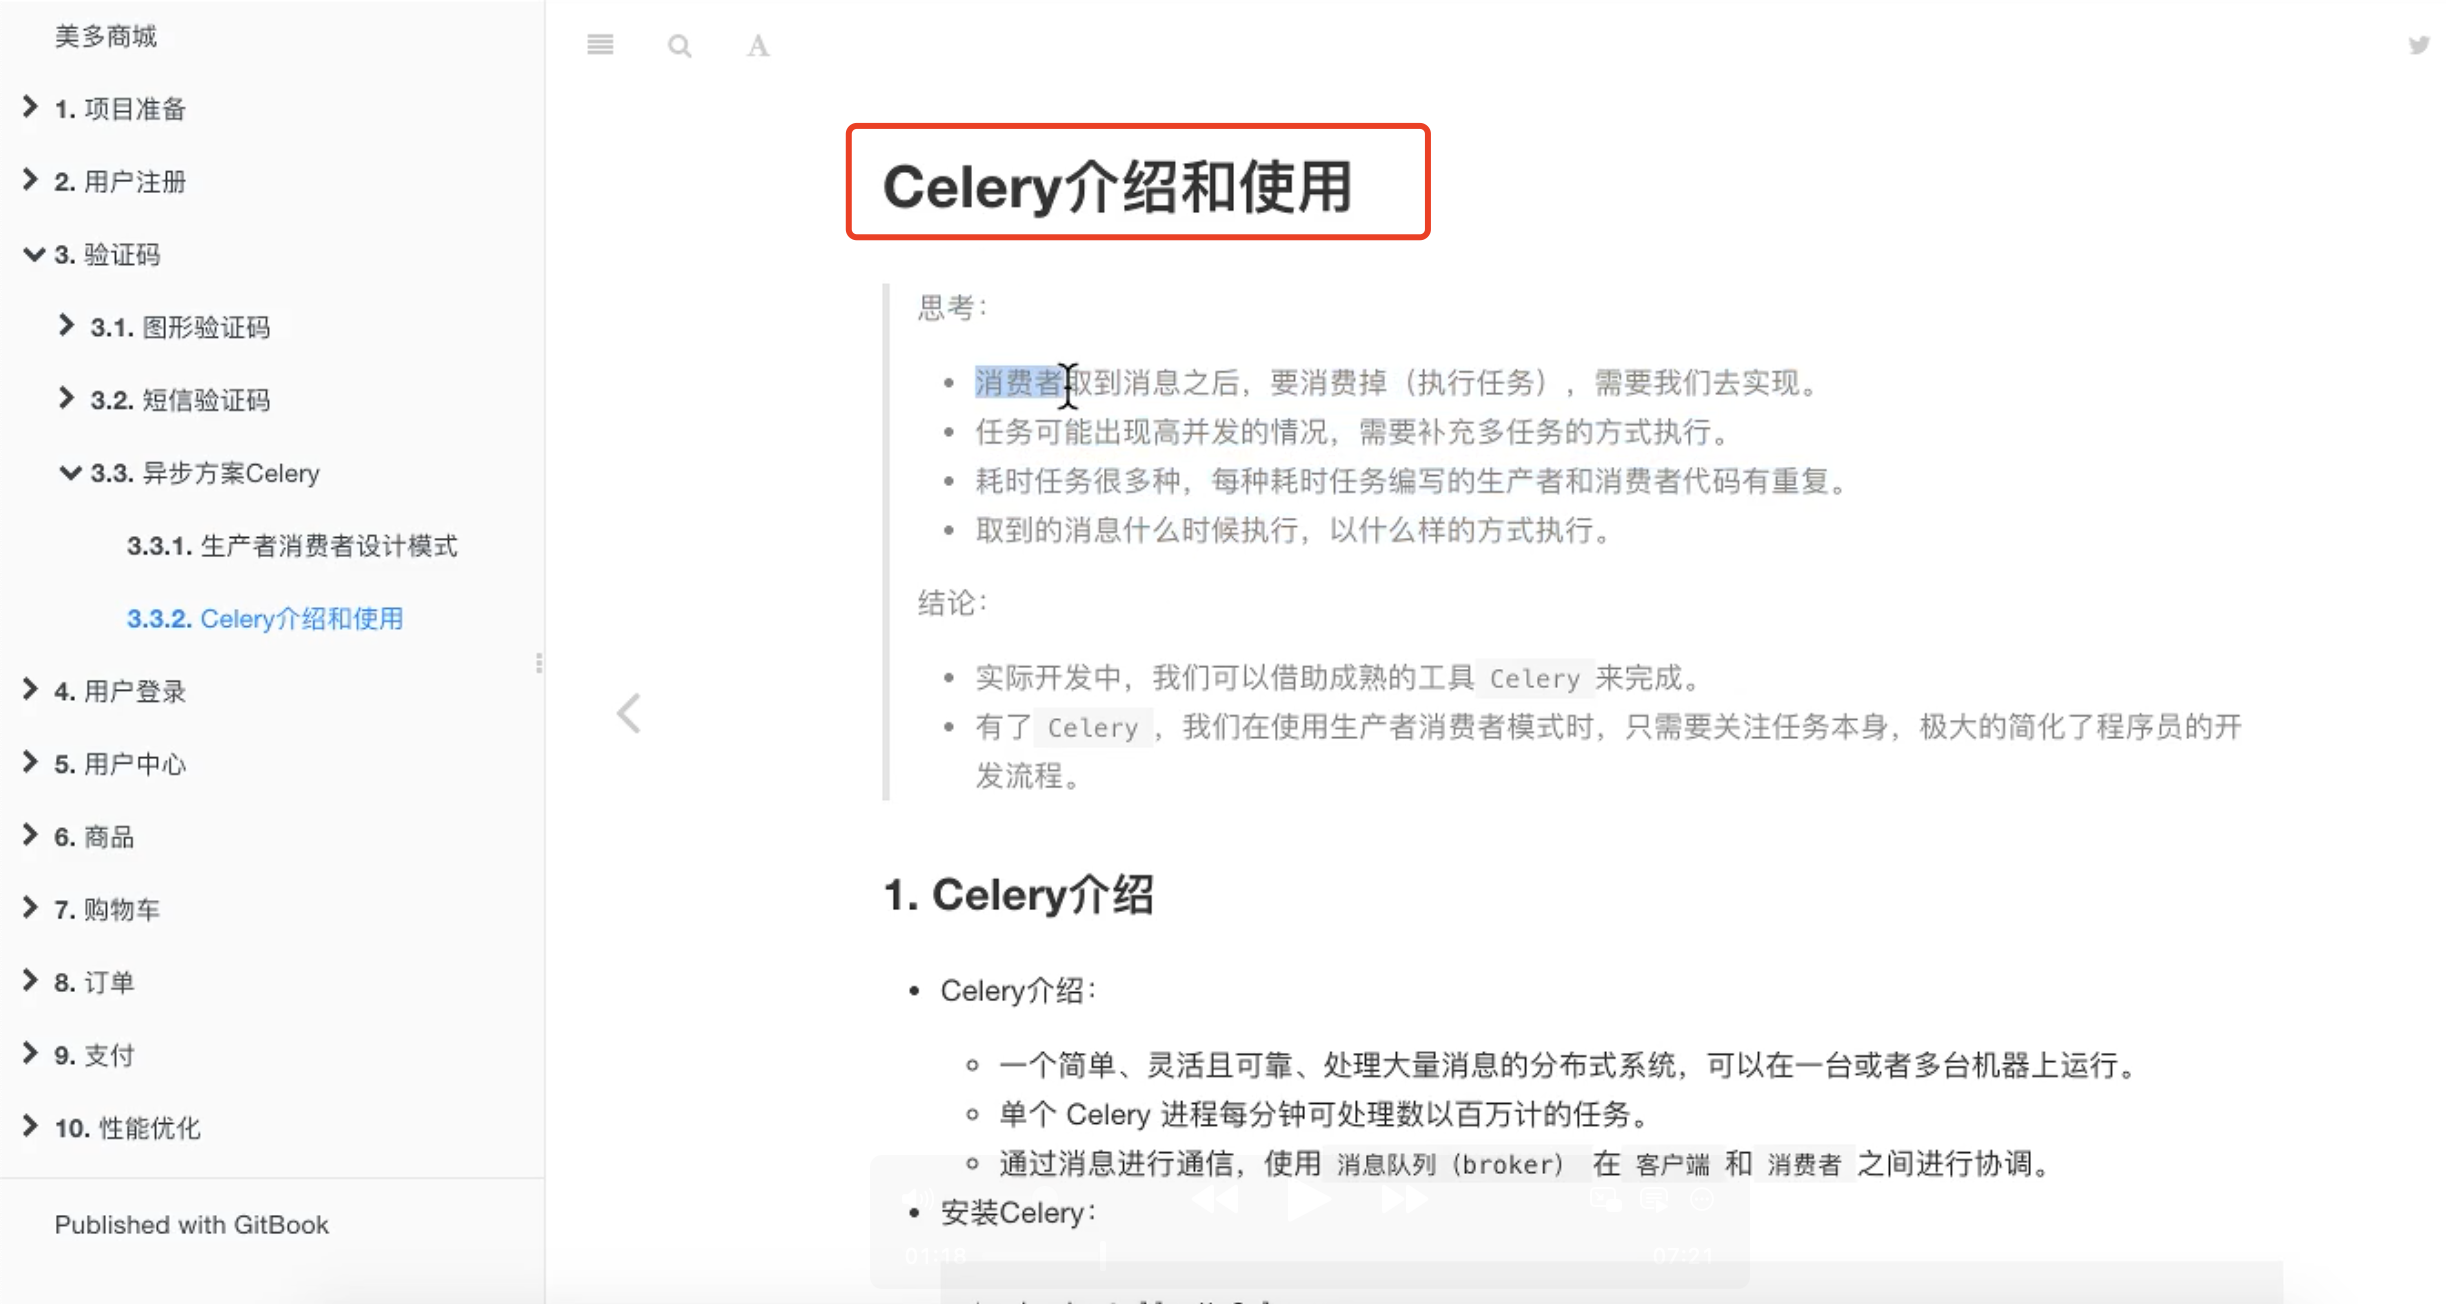 美多商城
1. 项目准备
2. 用户注册
3. 验证码
3.1. 图形验证码
3.2. 短信验证码
3.3. 异步方案Celery
3.3.1. 生产者消费者设计模式
3.3.2. Celery介绍和使用
4. 用户登录
5. 用户中心
6. 商品
7. 购物车
8. 订单
9. 支付
10. 性能优化
Published with GitBook
A
Celery介绍和使用
思考：
消费者取到消息之后，要消费掉（执行任务），需要我们去实现。
任务可能出现高并发的情况，需要补充多任务的方式执行。
耗时任务很多种，每种耗时任务编写的生产者和消费者代码有重复。
取到的消息什么时候执行，以什么样的方式执行。
结论：
实际开发中，我们可以借助成熟的工具 Celery 来完成。
有了 Celery ，我们在使用生产者消费者模式时，只需要关注任务本身，极大的简化了程序员的开
发流程。
1. Celery介绍
Celery介绍：
一个简单、灵活且可靠、处理大量消息的分布式系统，可以在一台或者多台机器上运行。
单个 Celery 进程每分钟可处理数以百万计的任务。
通过消息进行通信，使用 消息队列（broker） 在 客户端 和 消费者 之间进行协调。
安装Celery：
01:18
07:21